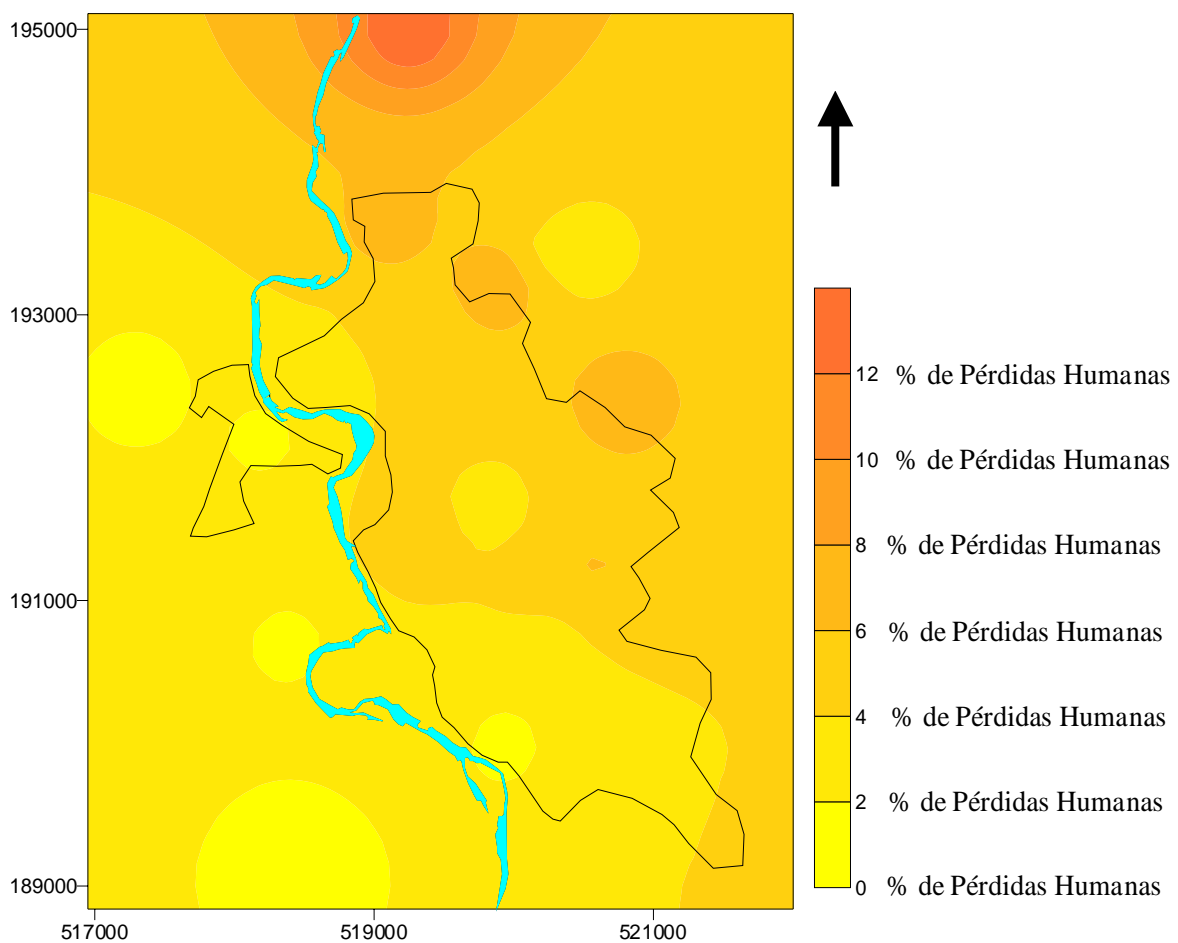 195000
193000
191000
189000
517000
519000
521000
12 % de Pérdidas Humanas
10 % de Pérdidas Humanas
8 % de Pérdidas Humanas
6 % de Pérdidas Humanas
4 % de Pérdidas Humanas
2 % de Pérdidas Humanas
0 % de Pérdidas Humanas